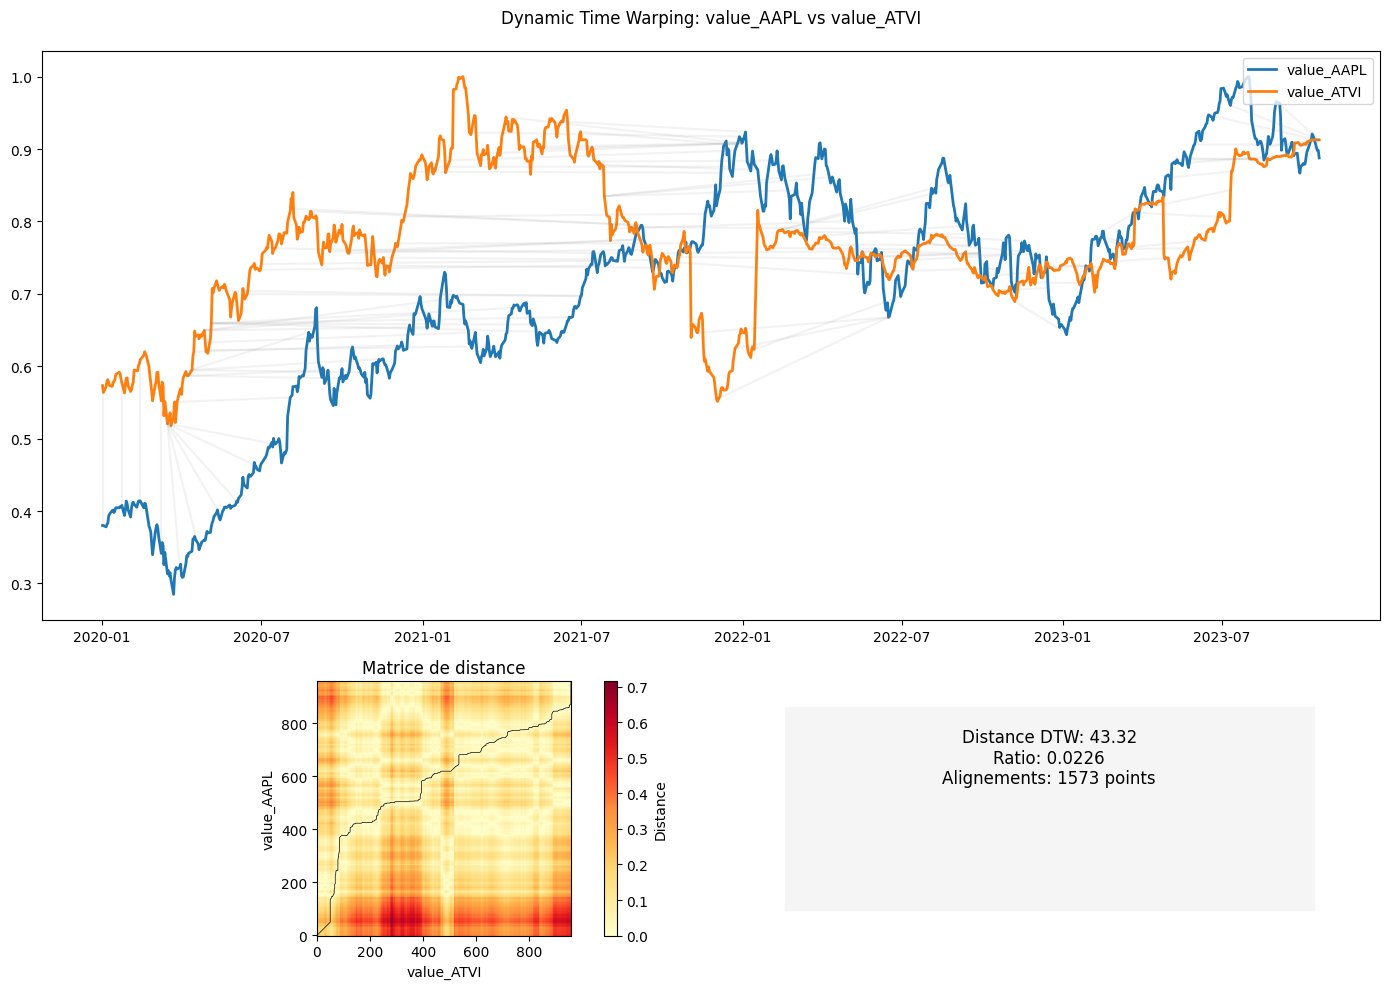 Dynamic Time Warping: value_AAPL vs value_ATVI
value_AAPL
value_ATVI
1.0
0.9
0.8
0.7
0.6
0.5
0.4
0.3
2020-01 2020-07 2021-01 2021-07 2022-01 2022-07 2023-01 2023-07
Matrice de distance
value_AAPL
800
600
400
200
0
0 200 400 600 800
value_ATVI
0.7
0.6
0.5
0.4
0.3
0.2
0.1
0.0
Distance
Distance DTW: 43.32
Ratio: 0.0226
Alignements: 1573 points